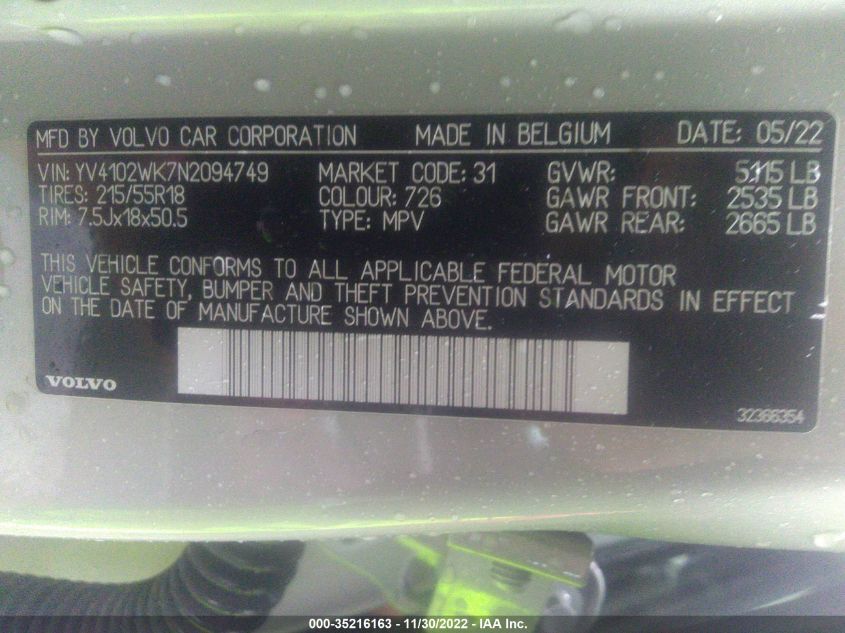 MFD BY VOLVO CAR CORPORATION MADE IN BELGIUM DATE: 05/22
VIN: YV4102WK7N2094749 MARKET CODE: 31 GVWR: 5115 LB
TIRES: 215/55R18 COLOUR: 726 GAWR FRONT: 2535 LB
RIM: 7.5Jx18x50.5 TYPE: MPV GAWR REAR: 2665 LB
THIS VEHICLE CONFORMS TO ALL APPLICABLE FEDERAL MOTOR
VEHICLE SAFETY, BUMPER AND THEFT PREVENTION STANDARDS IN EFFECT
ON THE DATE OF MANUFACTURE SHOWN ABOVE.
VOLVO
32366354
000-35216163 - 11/30/2022 - IAA Inc.